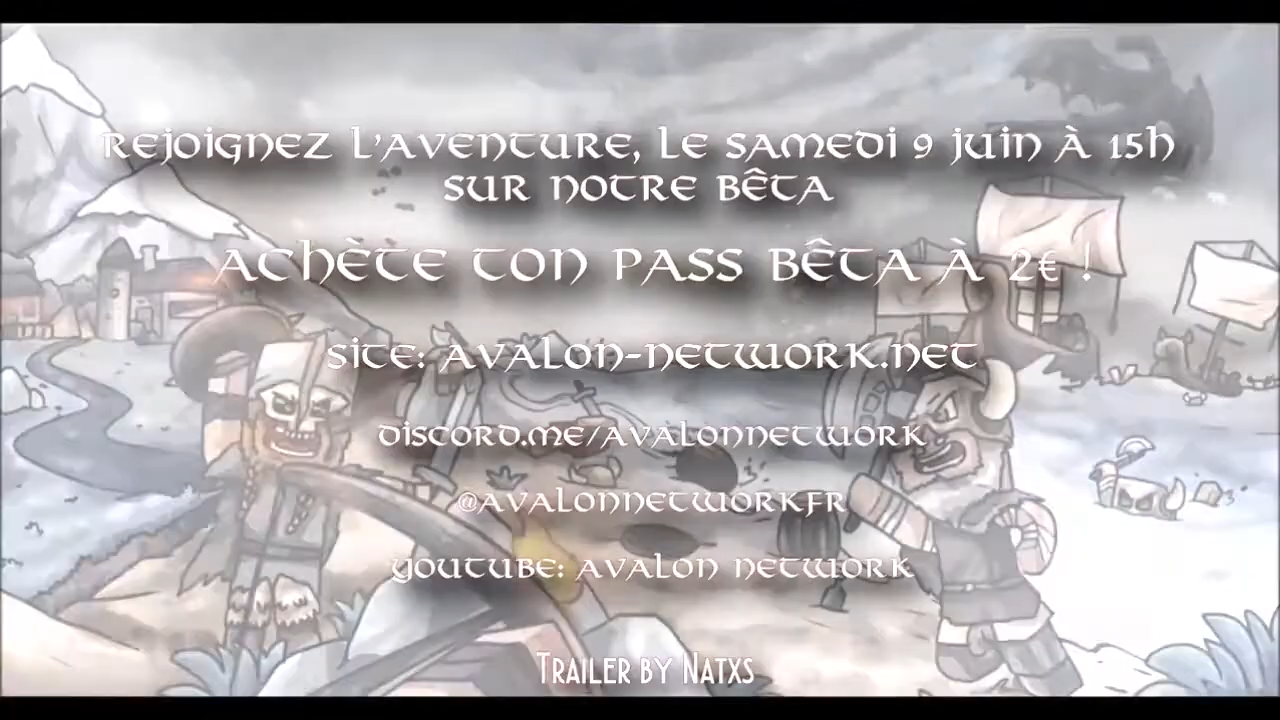 Rejoignez l'aventure, le samedi 9 juin à 15h
sur notre bêta
Achète ton pass bêta à 2€ !
site: avalon-network.net
discord.me/avalonnetwork
@avalonnetworkfr
youtube: avalon network
Trailer by Natxs